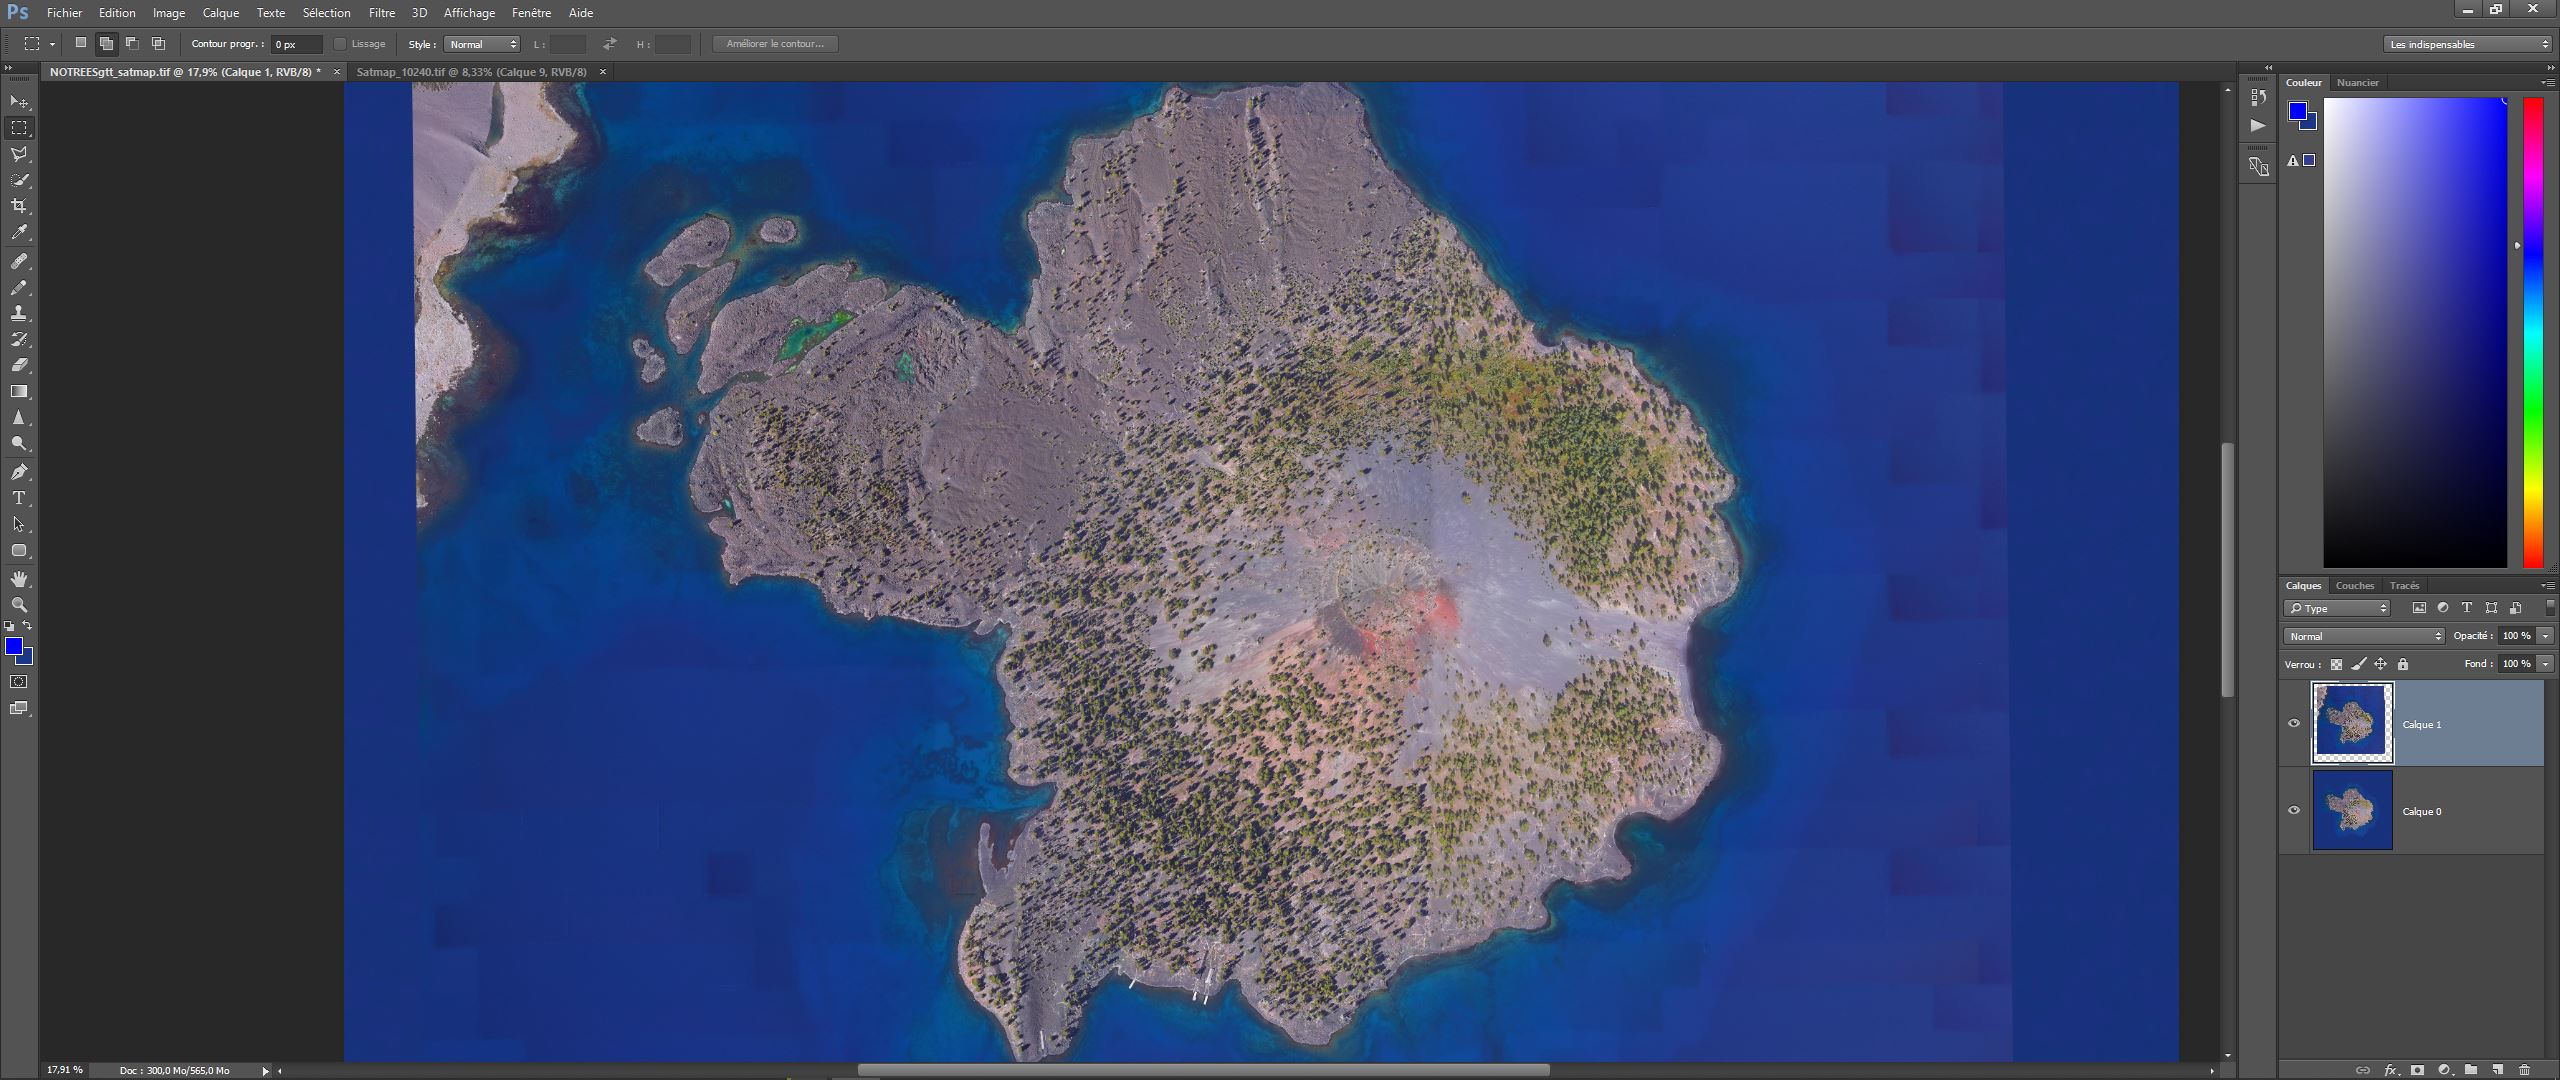 Ps Fichier Edition Image Calque Texte Sélection Filtre 3D Affichage Fenêtre Aide
Contour progr. : 0 px Lissage Style : Normal L : H : Améliorer le contour... Les indispensables
NOTREESgtt_satmap.tif @ 17,9% (Calque 1, RVB/8) * × Satmap_10240.tif @ 8,33% (Calque 9, RVB/8) ×
Couleur Nuancier
Calques Couches Tracés
Type
Normal Opacité : 100 %
Verrou : Fond : 100 %
Calque 1
Calque 0
fx
17,91 % Doc : 300,0 Mo/565,0 Mo